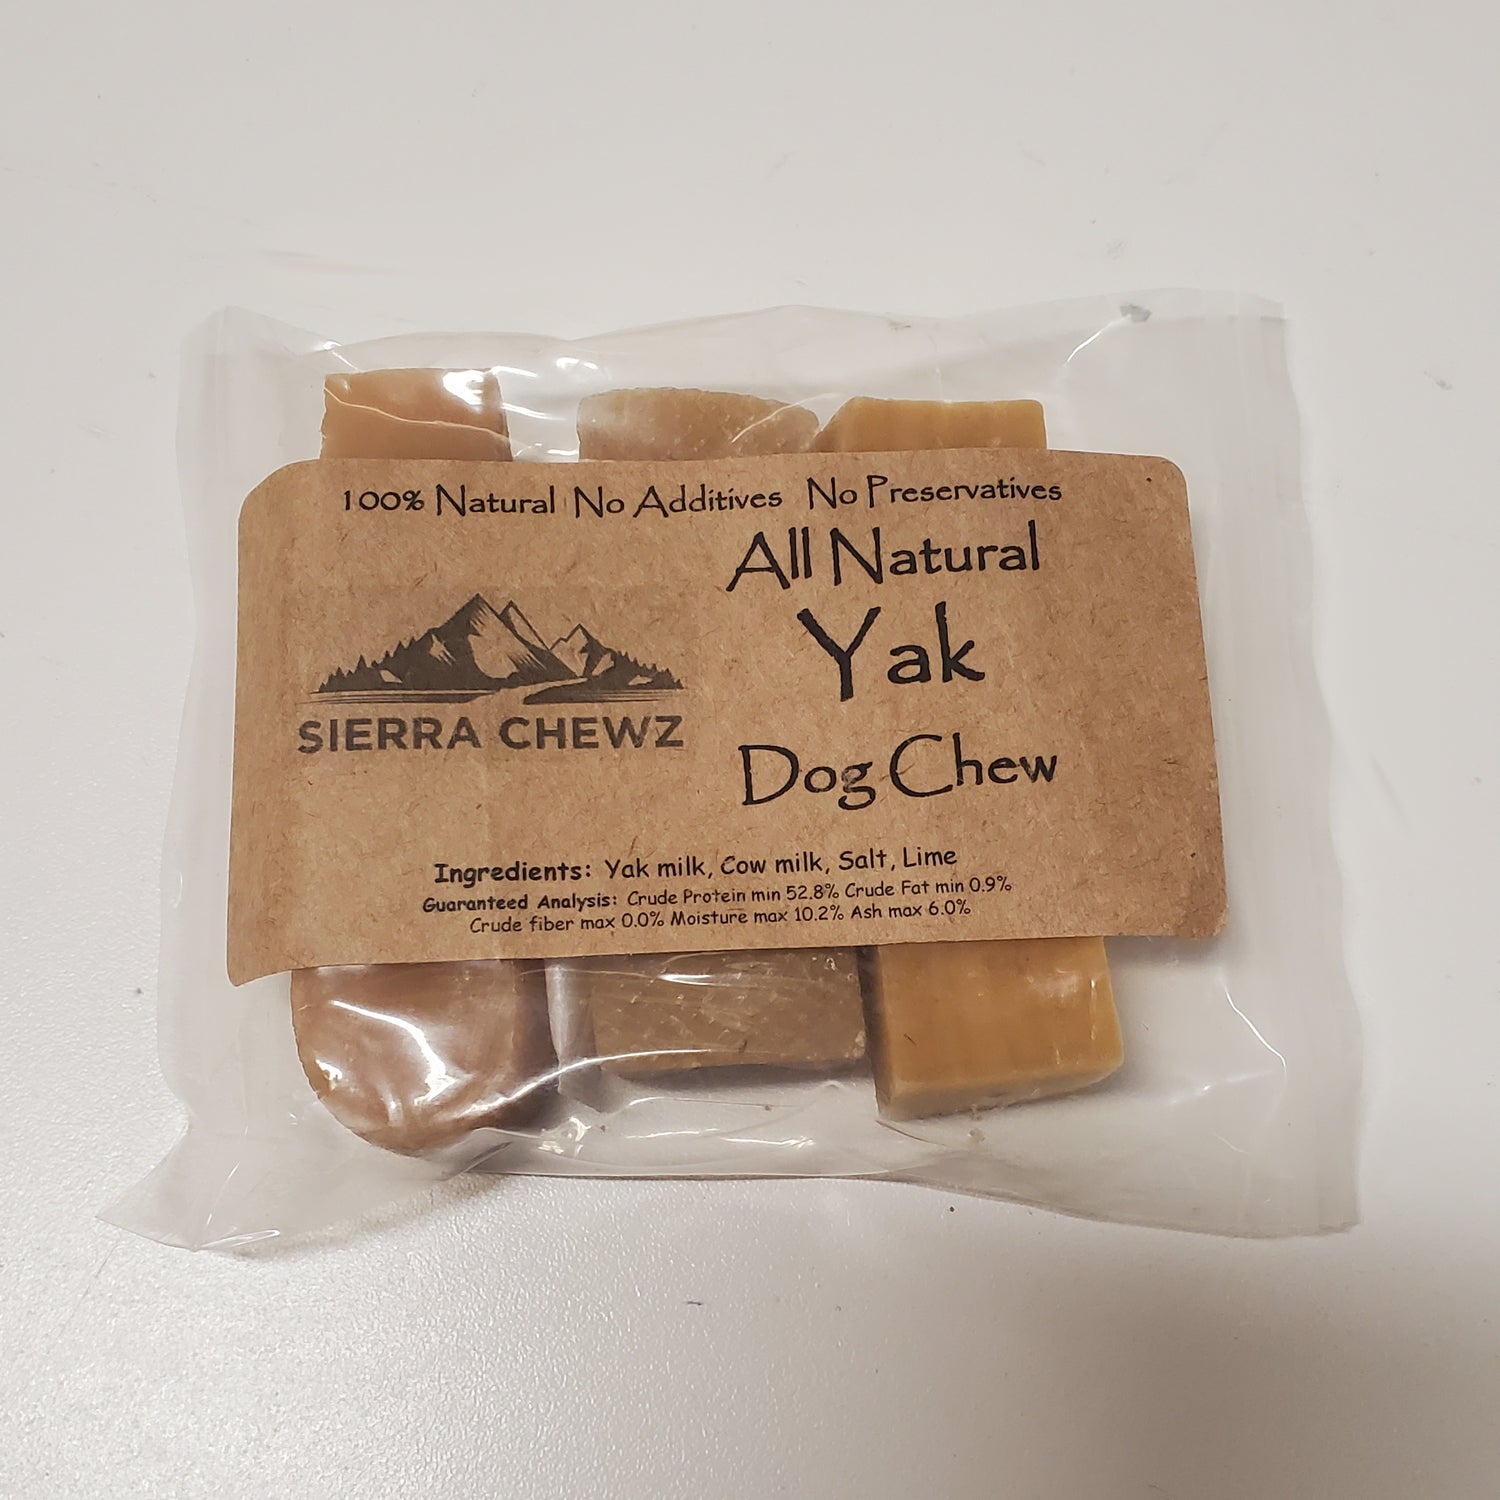 100% Natural No Additives No Preservatives
All Natural
Yak
Dog Chew
SIERRA CHEWZ
Ingredients: Yak milk, Cow milk, Salt, Lime
Guaranteed Analysis: Crude Protein min 52.8% Crude Fat min 0.9%
Crude fiber max 0.0% Moisture max 10.2% Ash max 6.0%